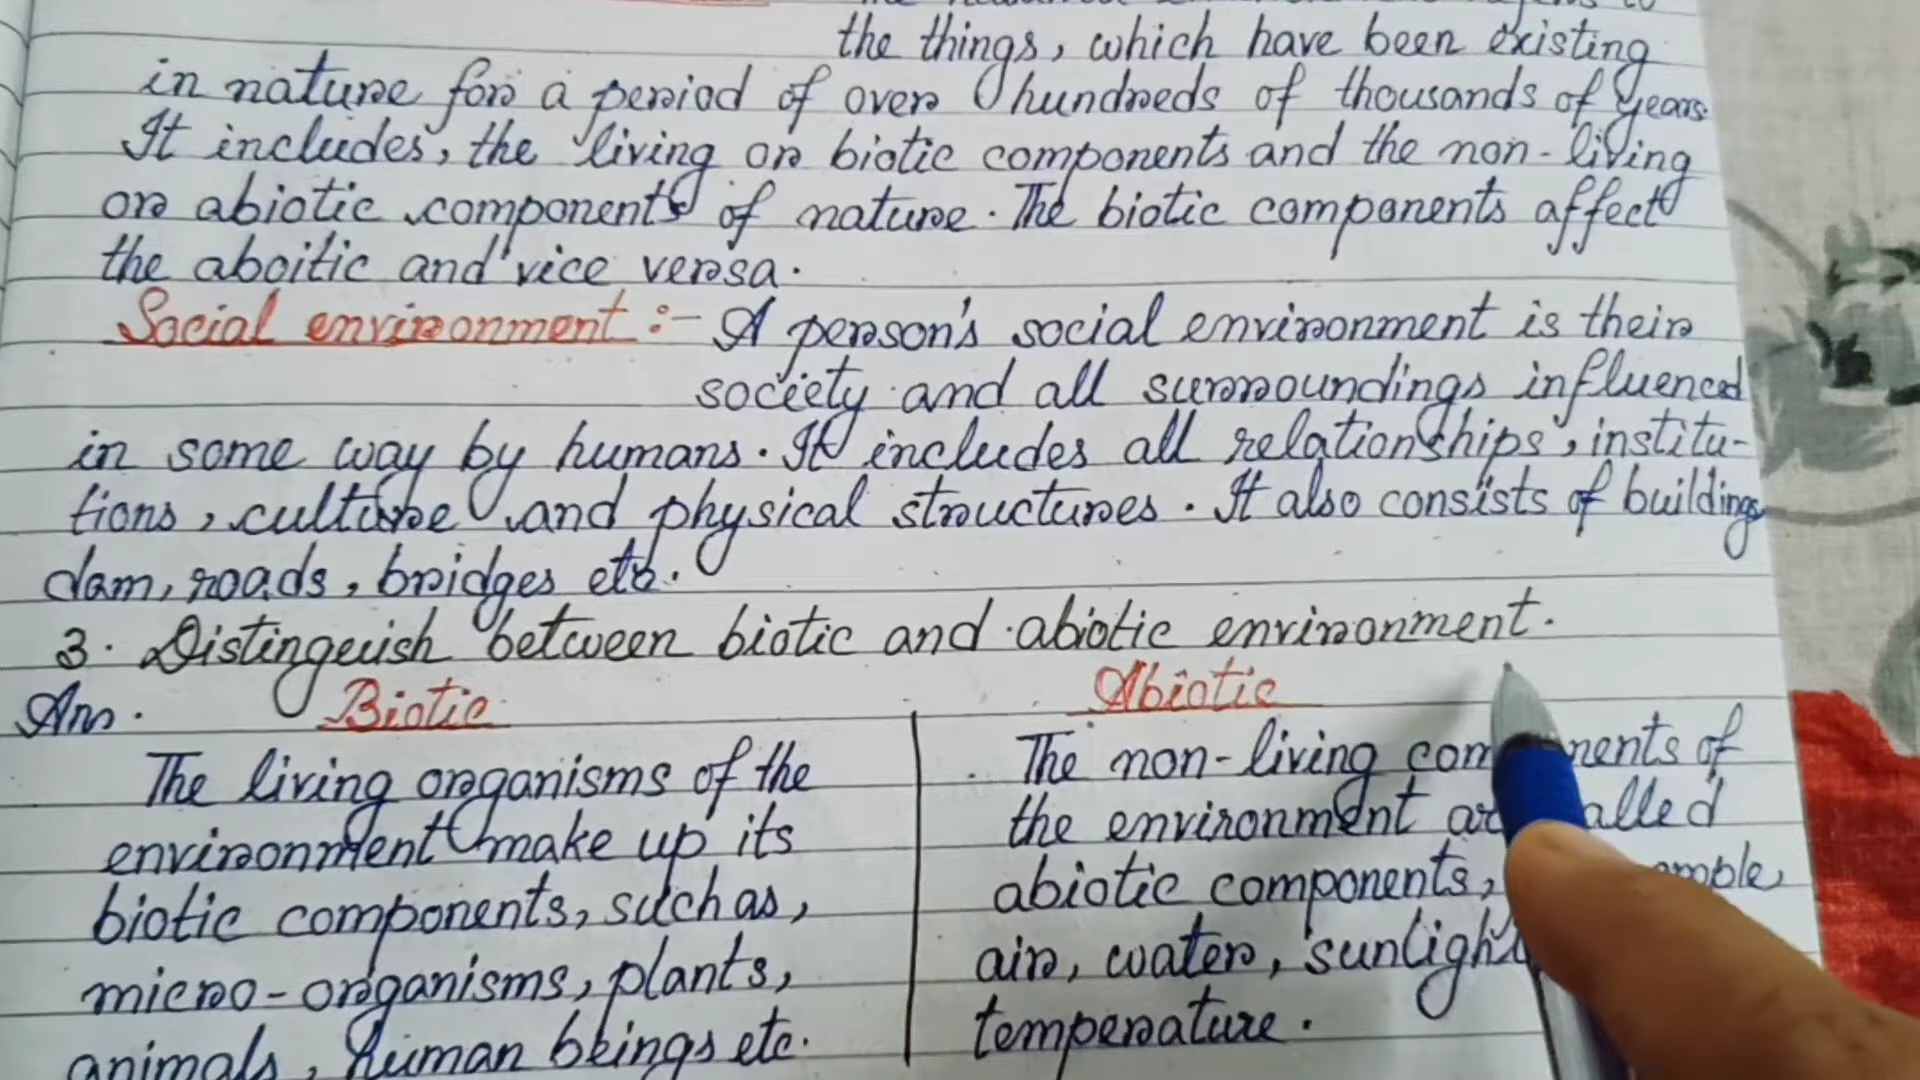 the things, which have been existing
in nature for a period of over hundreds of thousands of years.
It includes, the living or biotic components and the non-living
or abiotic components of nature. The biotic components affect
the aboitic and vice versa.
Social environment :- A person's social environment is their
society and all surroundings influenced
in some way by humans. It includes all relationships, institu-
tions, culture and physical structures. It also consists of buildings
dam, roads, bridges etc.
3. Distinguish between biotic and abiotic environment.
Ans. Biotic Abiotic
The living organisms of the
environment make up its
biotic components, such as,
micro-organisms, plants,
animals, human beings etc.
The non-living components of
the environment are called
abiotic components,
air, water, sunlight
temperature.